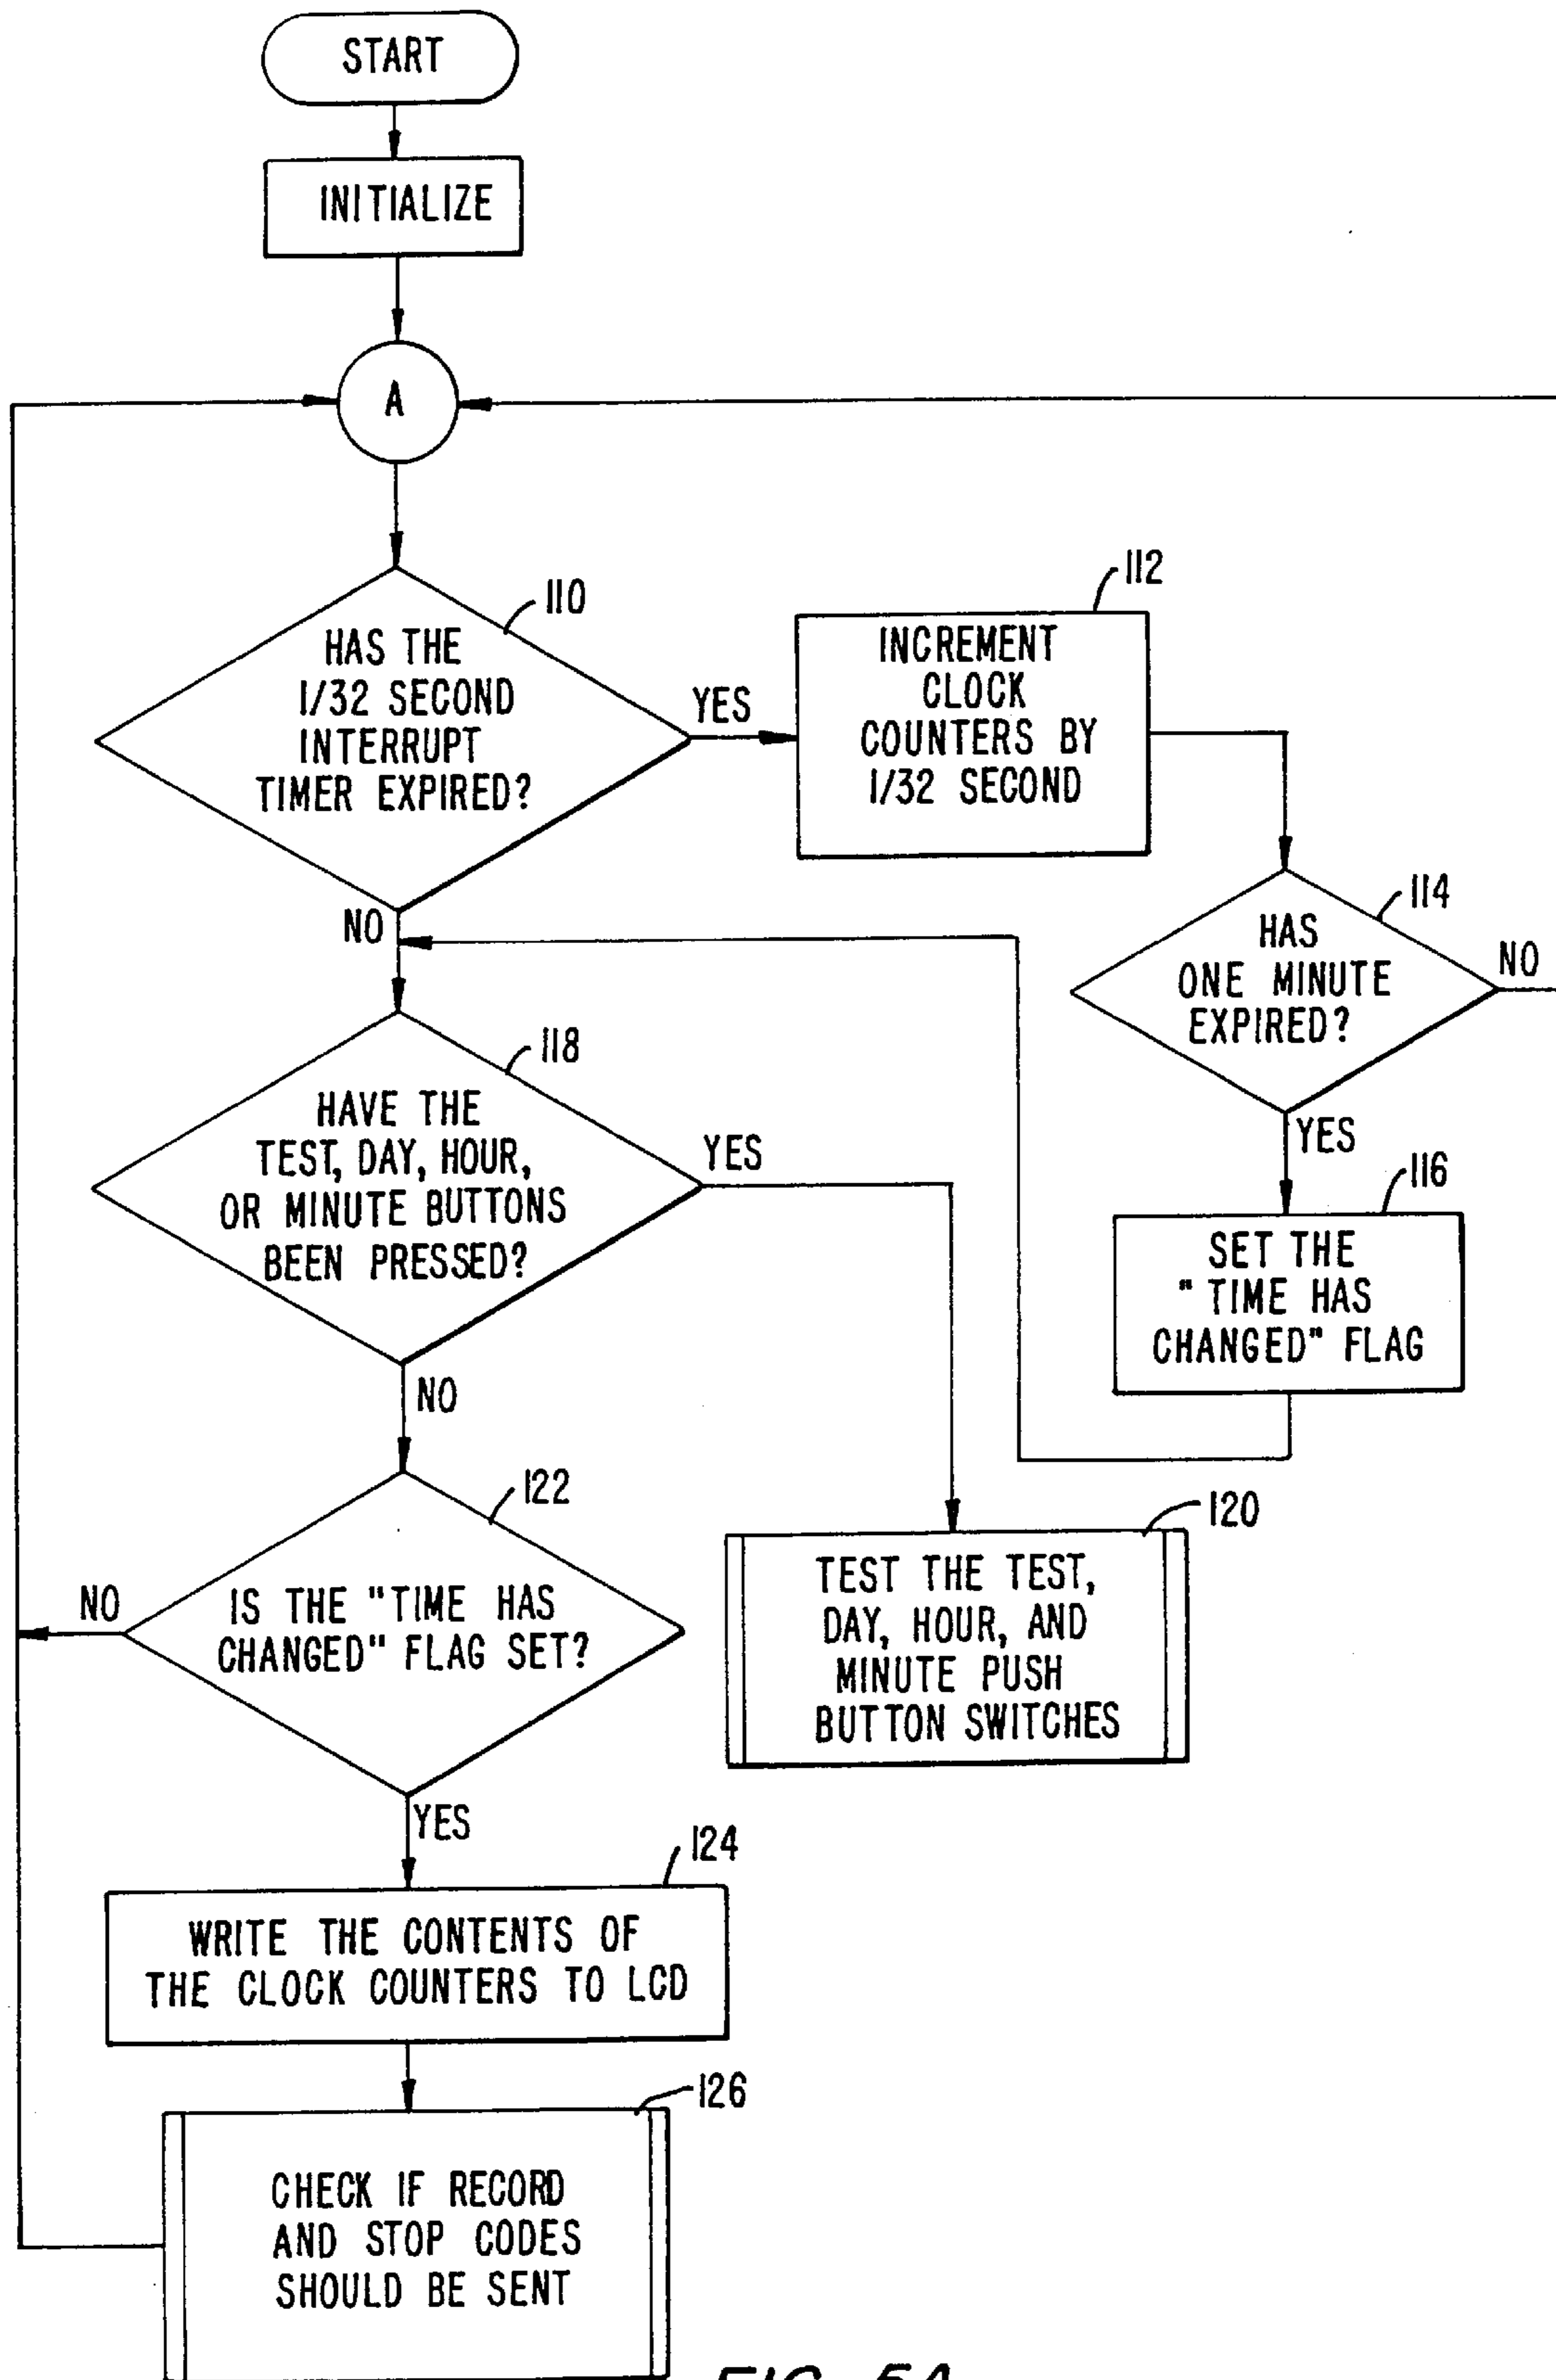 START
INITIALIZE
A
110
HAS THE
1/32 SECOND
INTERRUPT
TIMER EXPIRED?
YES
NO
112
INCREMENT
CLOCK
COUNTERS BY
1/32 SECOND
114
HAS
ONE MINUTE
EXPIRED?
NO
YES
116
SET THE
" TIME HAS
CHANGED" FLAG
118
HAVE THE
TEST, DAY, HOUR,
OR MINUTE BUTTONS
BEEN PRESSED?
YES
NO
120
TEST THE TEST,
DAY, HOUR, AND
MINUTE PUSH
BUTTON SWITCHES
122
IS THE "TIME HAS
CHANGED" FLAG SET?
NO
YES
124
WRITE THE CONTENTS OF
THE CLOCK COUNTERS TO LCD
126
CHECK IF RECORD
AND STOP CODES
SHOULD BE SENT
FIG. 5A